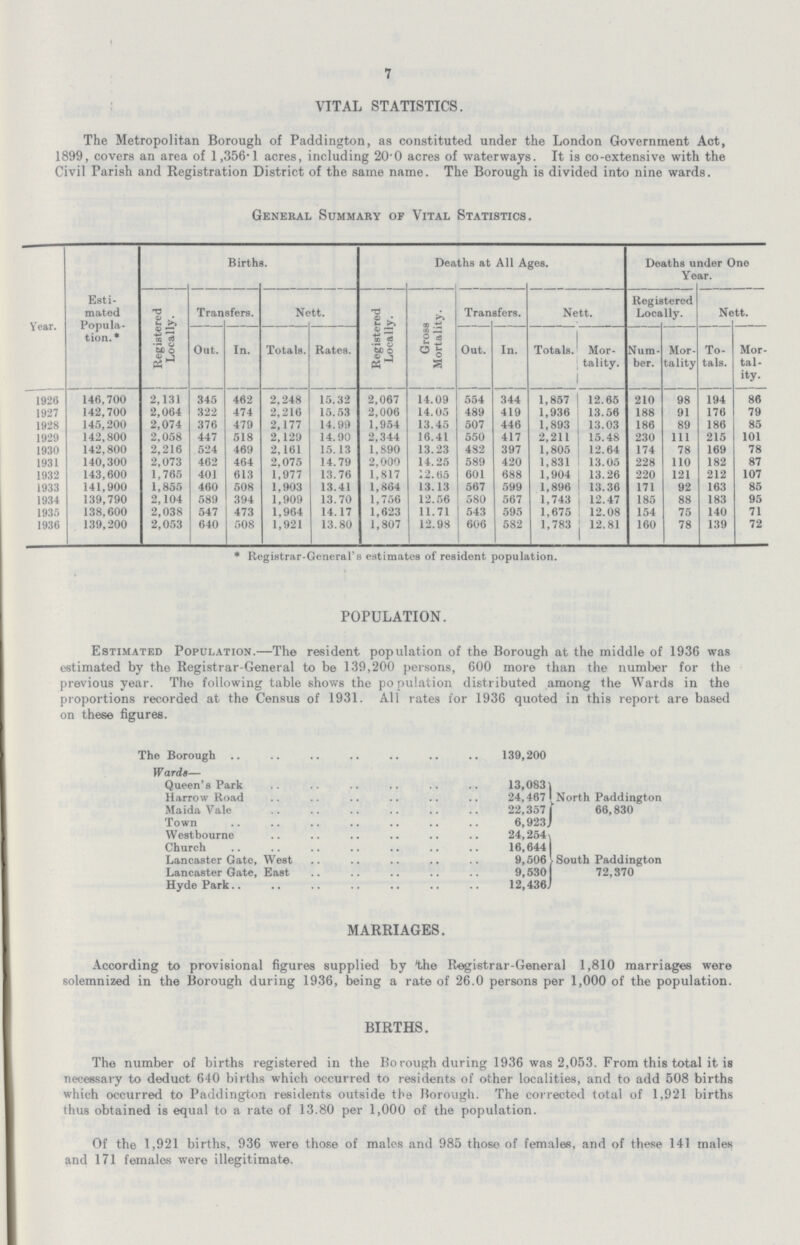 7
VITAL STATISTICS.
The Metropolitan Borough of Paddington, as constituted under the London Government Act,
1899, covers an area of 1,356·1 acres, including 20·0 acres of waterways. It is co-extensive with the
Civil Parish and Registration District of the same name. The Borough is divided into nine wards.
GENERAL SUMMARY OF VITAL STATISTICS.
Year. Esti-mated Popula-tion.* Births. Deaths at All Ages. Deaths under One Year.
Registered Locally. Transfers. Nett. Registered Locally. Gross Mortality. Transfers. Nett. Registered Locally. Nett.
Out. In. Totals. Rates. Out. In. Totals. Mor-tality. Num-ber. Mor-tality To-tals. Mor-tal-ity.
1926 146,700 2,131 345 462 2,248 15.32 2,067 14.09 554 344 1,857 12.65 210 98 194 86
1927 142,700 2,064 322 474 2,216 15.53 2,006 14.05 489 419 1,936 13.56 188 91 176 79
1928 145,200 2,074 376 479 2,177 14.99 1,954 13.45 507 446 1,893 13.03 186 89 186 85
1929 142,800 2,058 447 518 2,129 14.90 2,344 16.41 550 417 2,211 15.48 230 111 215 101
1930 142,800 2,216 524 469 2,161 15.13 1,890 13.23 482 397 1,805 12.64 174 78 169 78
1931 140,300 2,073 462 464 2,075 14.79 2,000 14.25 589 420 1,831 13.05 228 110 182 87
1932 143,600 1,765 401 613 1,977 13.76 1,817 12.65 601 688 1,904 13.26 220 121 212 107
1933 141,900 1,855 460 508 1,903 13.41 1,864 13.13 567 599 1,896 13.36 171 92 163 85
1934 139,790 2,104 589 394 1,909 13.70 1,756 12.56 580 567 1,743 12.47 185 88 183 95
1935 138,600 2,038 547 473 1,964 14.17 1,623 11.71 543 595 1,675 12.08 154 75 140 71
1936 139,200 2,053 640 508 1,921 13.80 1,807 12.98 606 582 1,783 12.81 160 78 139 72
* Registrar-General's estimates of resident population.
POPULATION.
ESTIMATED POPULATION.—The resident population of the Borough at the middle of 1936 was
estimated by the Registrar-General to be 139,200 persons, 600 more than the number for the
previous year. The following table shows the population distributed among the Wards in the
proportions recorded at the Census of 1931. All rates for 1936 quoted in this report are based
on these figures.
The Borough .. .. .. .. .. .. .. 139,200
Wards—
Queen's Park .. .. .. .. .. .. 13,083
Harrow Road .. .. .. .. .. .. 24,467 North Paddington
Maida Vale .. .. .. .. .. .. 22,357 66,830
Town .. .. .. .. .. .. .. 6,923
Westbourne .. .. .. .. .. .. 24,254
Church .. .. .. .. .. .. .. 16,644
Lancaster Gate, West .. .. .. .. .. 9,506 South Paddington
Lancaster Gate, East .. .. .. .. .. 9,530 72,370
Hyde Park.. .. .. .. .. .. .. 12,436
MARRIAGES.
According to provisional figures supplied by the Registrar-General 1,810 marriages were
solemnized in the Borough during 1936, being a rate of 26.0 persons per 1,000 of the population.
BIRTHS.
The number of births registered in the Borough during 1936 was 2,053. From this total it is
necessary to deduct 640 births which occurred to residents of other localities, and to add 508 births
which occurred to Paddington residents outside the Borough. The corrected total of 1,921 births
thus obtained is equal to a rate of 13.80 per 1,000 of the population.
Of the 1,921 births, 936 were those of males and 985 those of females, and of these 141 males
and 171 females were illegitimate.